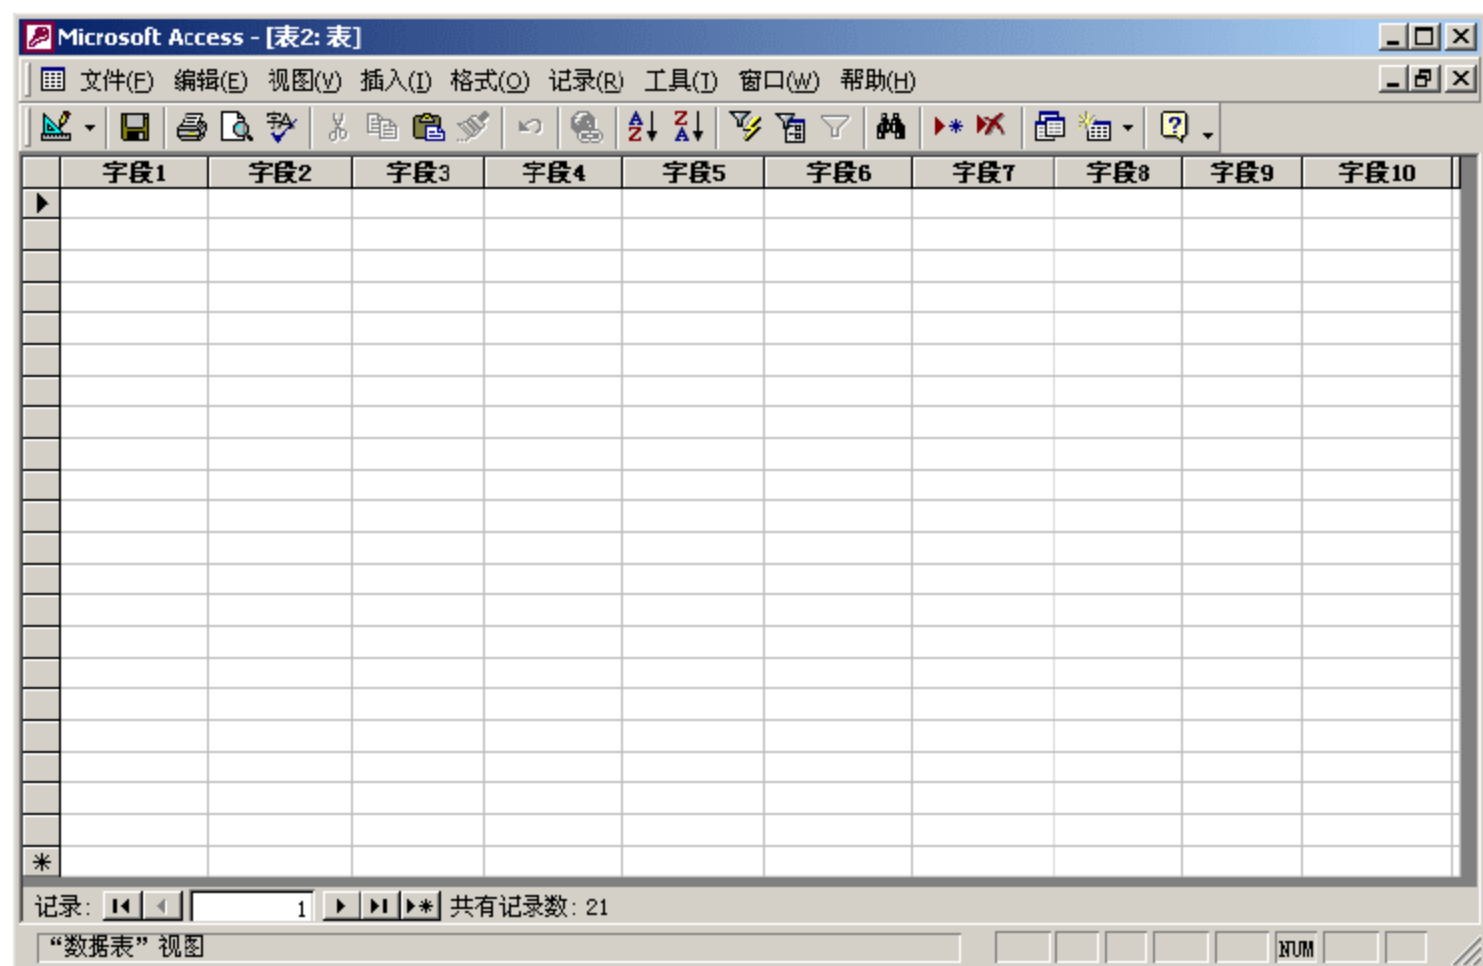 Microsoft Access - [表2: 表]
文件(F) 编辑(E) 视图(V) 插入(I) 格式(O) 记录(R) 工具(T) 窗口(W) 帮助(H)
字段1 字段2 字段3 字段4 字段5 字段6 字段7 字段8 字段9 字段10
记录: 1 共有记录数: 21
“数据表” 视图 NUM